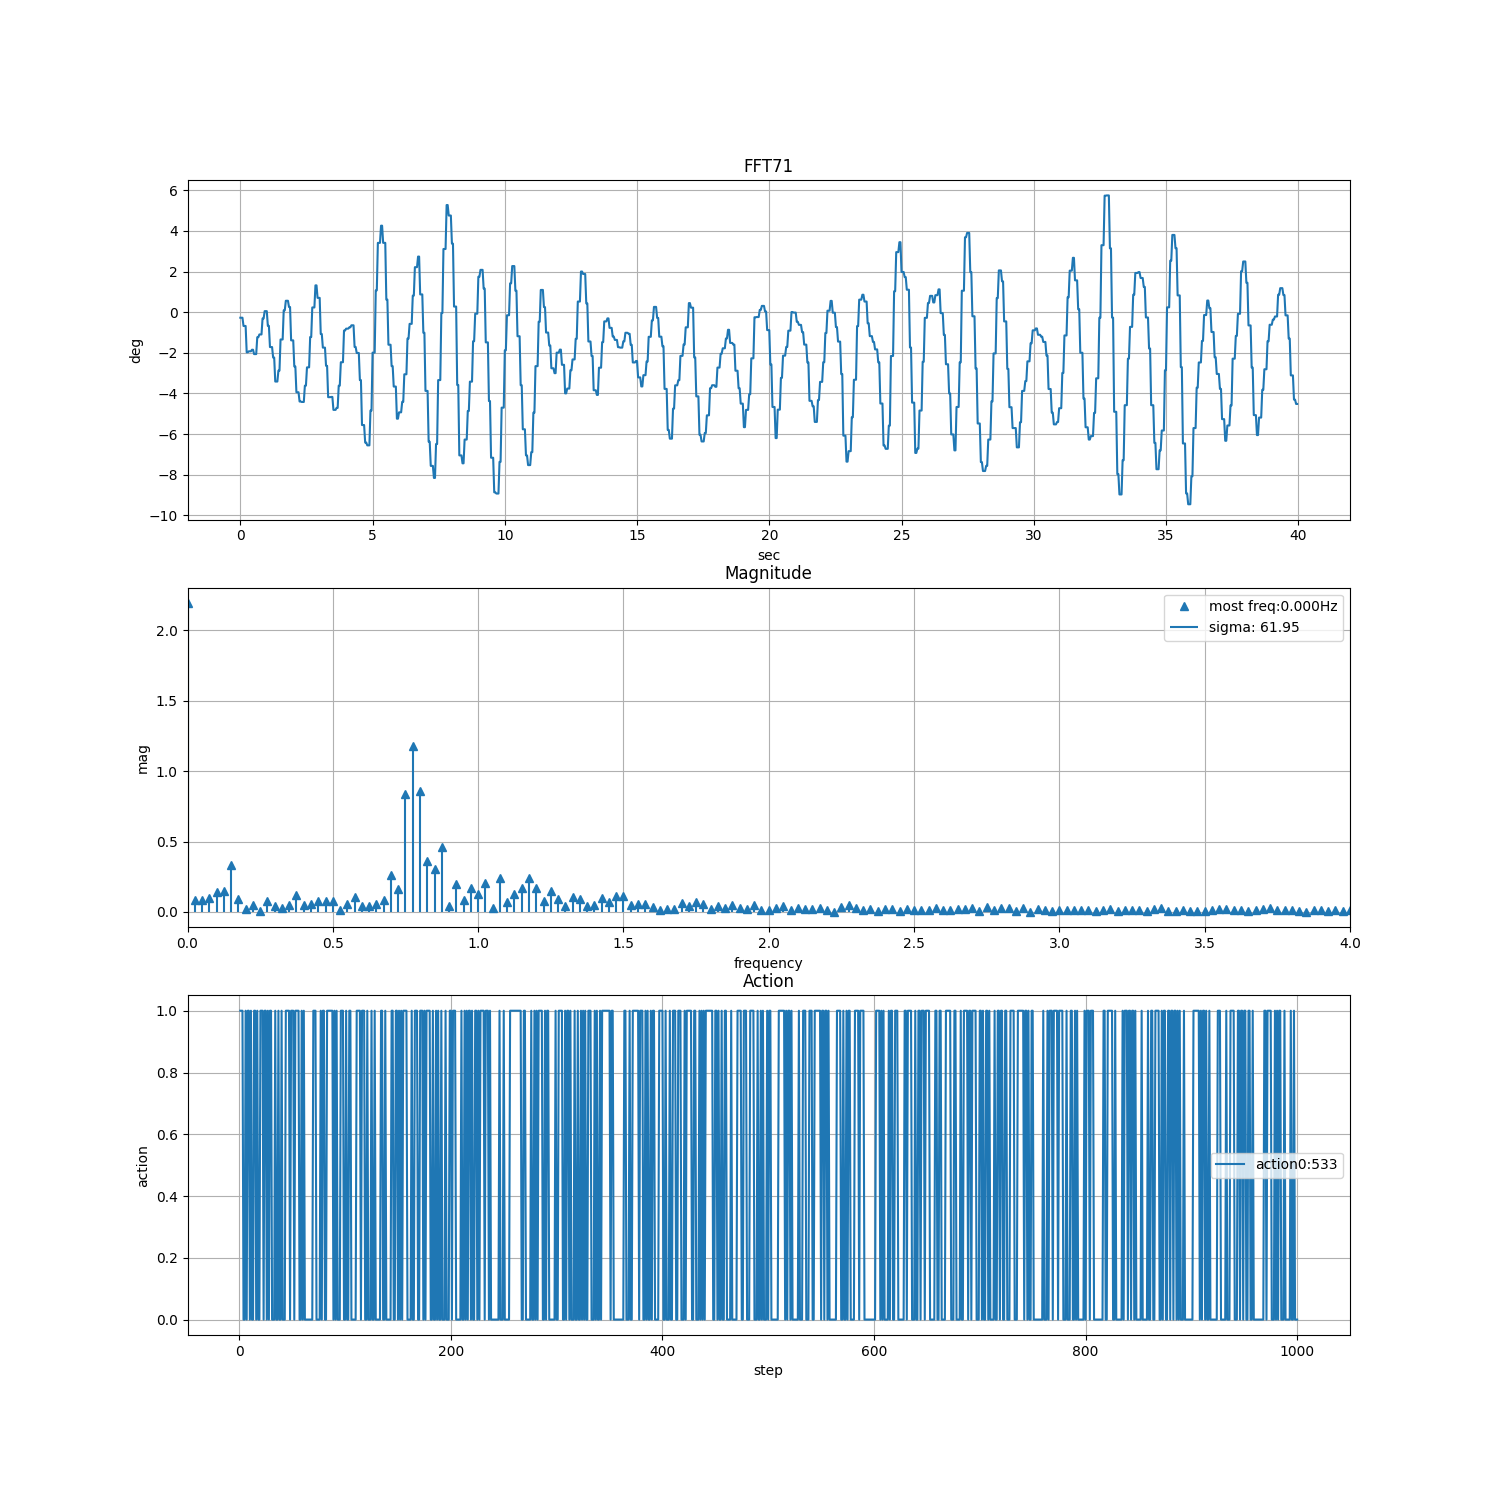 FFT71
6
4
2
0
−2
−4
−6
−8
−10
deg
0 5 10 15 20 25 30 35 40
sec
Magnitude
most freq:0.000Hz
sigma: 61.95
2.0
1.5
1.0
0.5
0.0
mag
0.0 0.5 1.0 1.5 2.0 2.5 3.0 3.5 4.0
frequency
Action
1.0
0.8
0.6
0.4
0.2
0.0
action
action0:533
0 200 400 600 800 1000
step